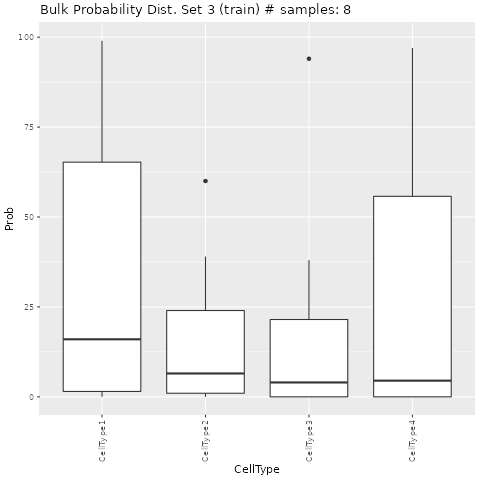 Bulk Probability Dist. Set 3 (train) # samples: 8
100
75
50
25
0
Prob
CellType1
CellType2
CellType3
CellType4
CellType